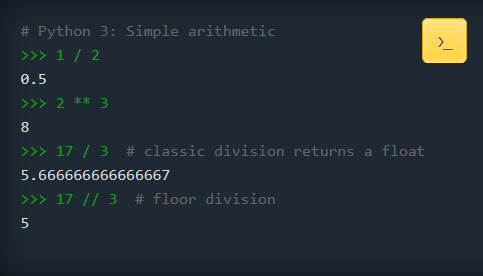 # Python 3: Simple arithmetic
>>> 1 / 2
0.5
>>> 2 ** 3
8
>>> 17 / 3  # classic division returns a float
5.666666666666667
>>> 17 // 3  # floor division
5
>_